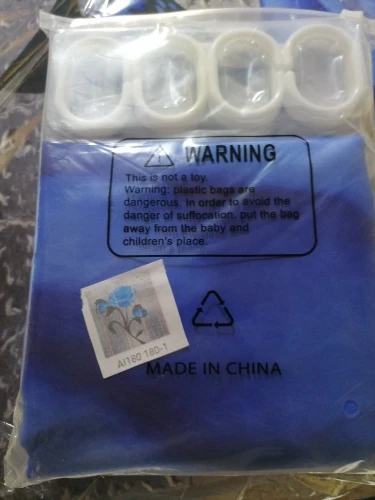 WARNING
This is not a toy.
Warning: plastic bags are
dangerous. In order to avoid the
danger of suffocation. put the bag
away from the baby and
children's place.
AI160 180-1
MADE IN CHINA